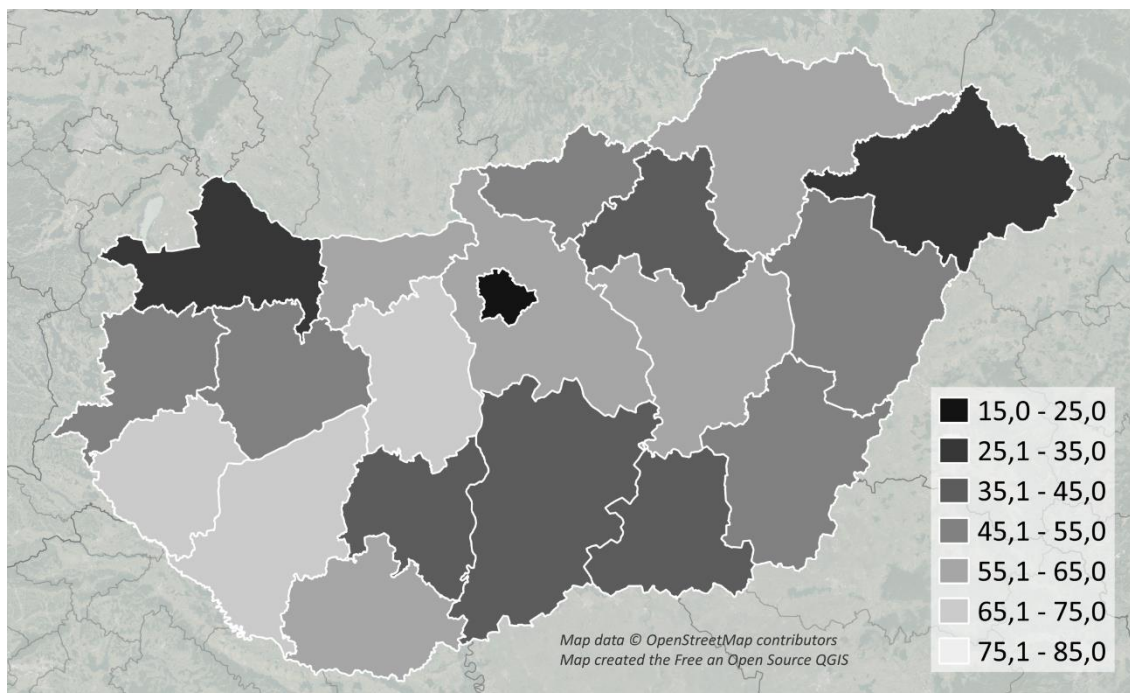 15,0 - 25,0
25,1 - 35,0
35,1 - 45,0
45,1 - 55,0
55,1 - 65,0
65,1 - 75,0
75,1 - 85,0
Map data © OpenStreetMap contributors
Map created the Free an Open Source QGIS